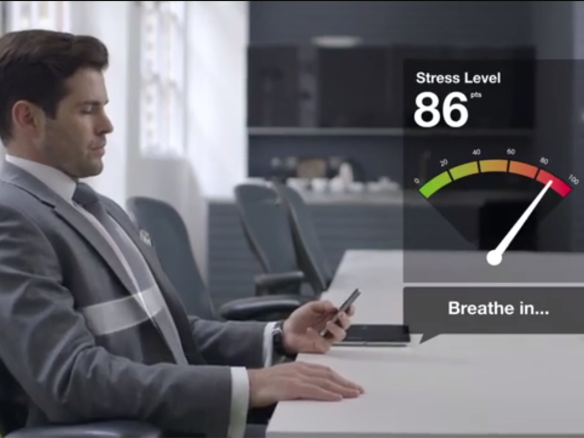 Stress Level
86 pts
0 20 40 60 80 100
Breathe in...